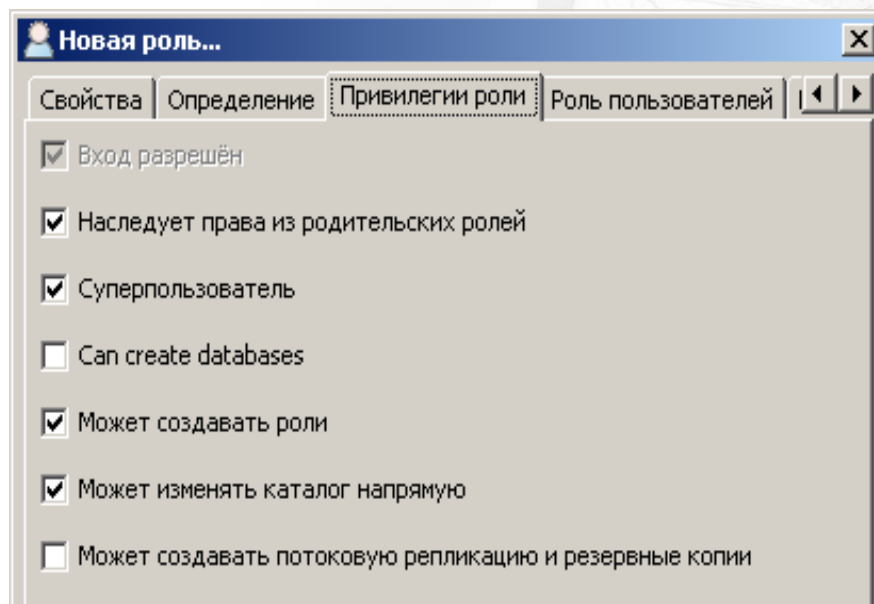 Новая роль...
Свойства Определение Привилегии роли Роль пользователей
Вход разрешён
Наследует права из родительских ролей
Суперпользователь
Can create databases
Может создавать роли
Может изменять каталог напрямую
Может создавать потоковую репликацию и резервные копии